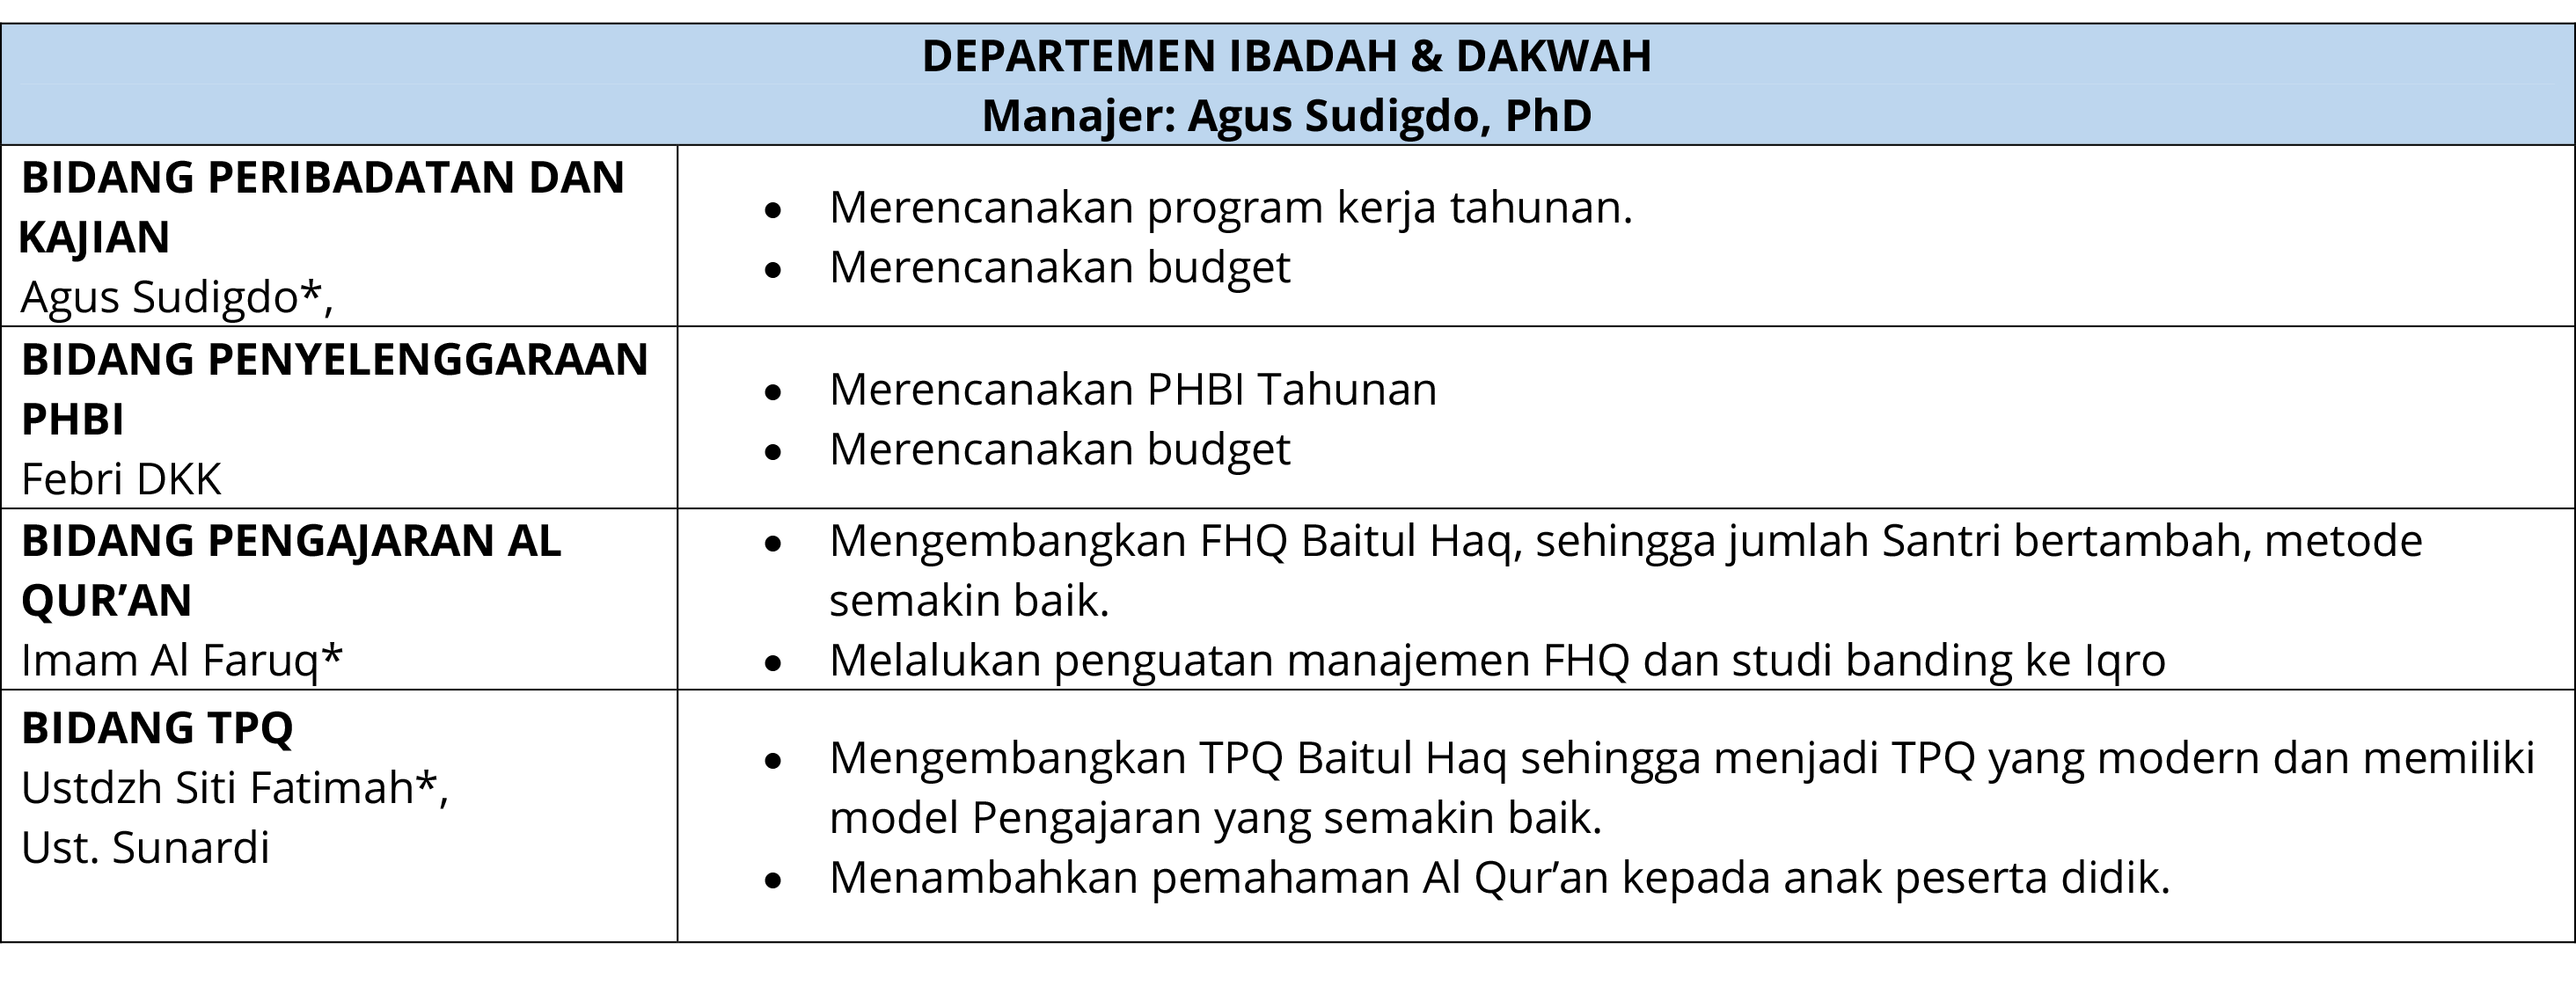 DEPARTEMEN IBADAH & DAKWAH
Manajer: Agus Sudigdo, PhD
BIDANG PERIBADATAN DAN
KAJIAN
Agus Sudigdo*,
• Merencanakan program kerja tahunan.
• Merencanakan budget
BIDANG PENYELENGGARAAN
PHBI
Febri DKK
• Merencanakan PHBI Tahunan
• Merencanakan budget
BIDANG PENGAJARAN AL
QUR’AN
Imam Al Faruq*
• Mengembangkan FHQ Baitul Haq, sehingga jumlah Santri bertambah, metode
semakin baik.
• Melalukan penguatan manajemen FHQ dan studi banding ke Iqro
BIDANG TPQ
Ustdzh Siti Fatimah*,
Ust. Sunardi
• Mengembangkan TPQ Baitul Haq sehingga menjadi TPQ yang modern dan memiliki
model Pengajaran yang semakin baik.
• Menambahkan pemahaman Al Qur’an kepada anak peserta didik.